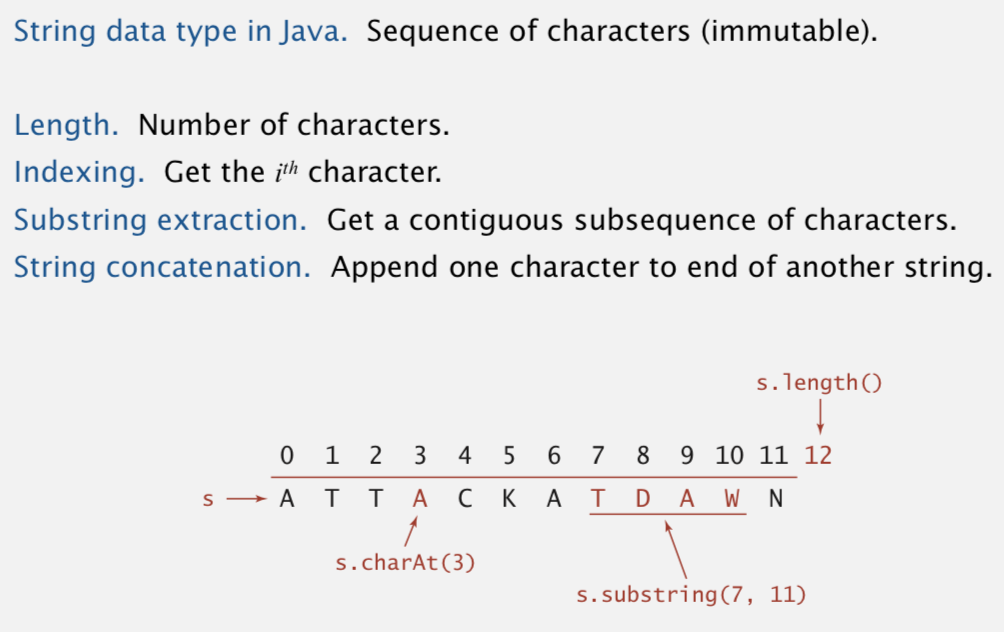 String data type in Java. Sequence of characters (immutable).
Length. Number of characters.
Indexing. Get the ith character.
Substring extraction. Get a contiguous subsequence of characters.
String concatenation. Append one character to end of another string.
s.length()
0 1 2 3 4 5 6 7 8 9 10 11 12
s A T T A C K A T D A W N
s.charAt(3)
s.substring(7, 11)